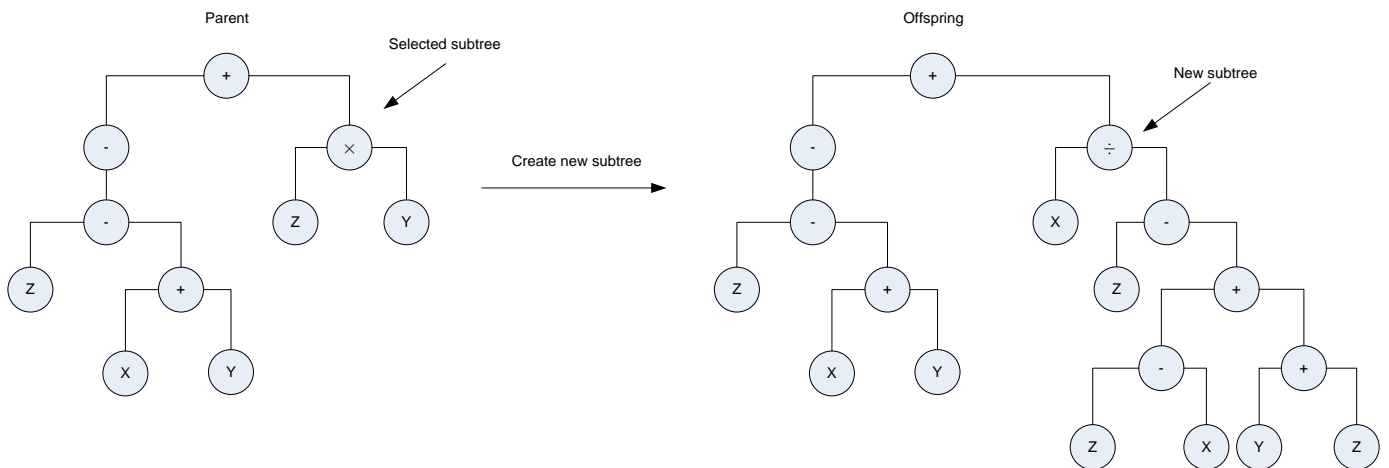 Parent
Offspring
Selected subtree
New subtree
+
+
-
×
-
÷
Create new subtree
-
Z
Y
-
X
-
Z
+
Z
+
Z
+
X
Y
X
Y
-
+
Z
X
Y
Z